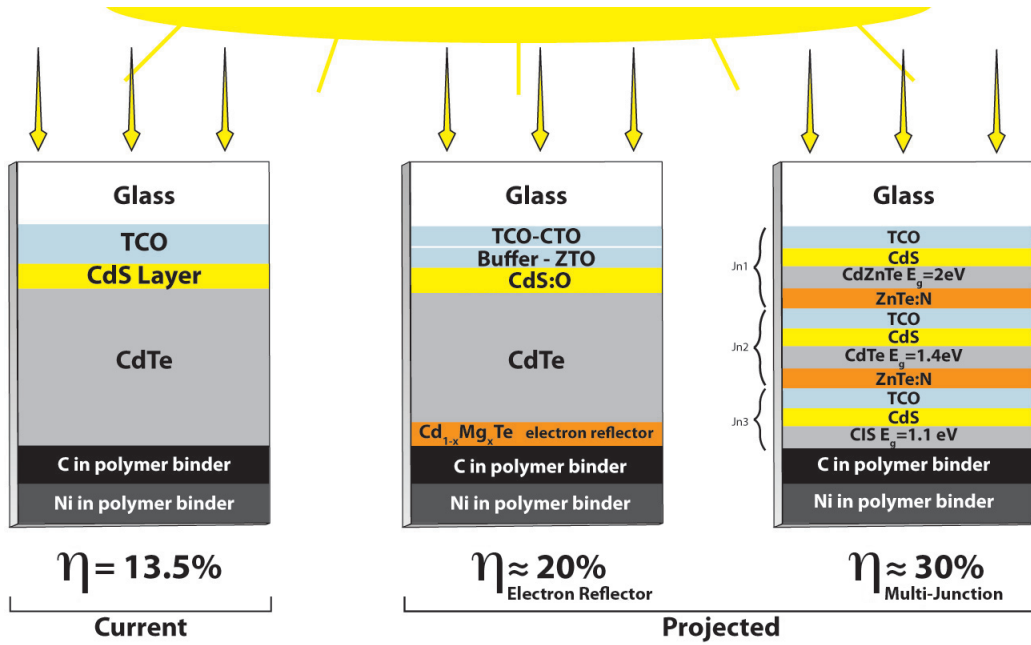 Glass
TCO
CdS Layer
CdTe
C in polymer binder
Ni in polymer binder
η = 13.5%
Current
Glass
TCO-CTO
Buffer - ZTO
CdS:O
CdTe
Cd₁₋ₓMgₓTe electron reflector
C in polymer binder
Ni in polymer binder
η ≈ 20%
Electron Reflector
Glass
Jn1
TCO
CdS
CdZnTe E_g=2eV
ZnTe:N
Jn2
TCO
CdS
CdTe E_g=1.4eV
ZnTe:N
Jn3
TCO
CdS
CIS E_g=1.1 eV
C in polymer binder
Ni in polymer binder
η ≈ 30%
Multi-Junction
Projected